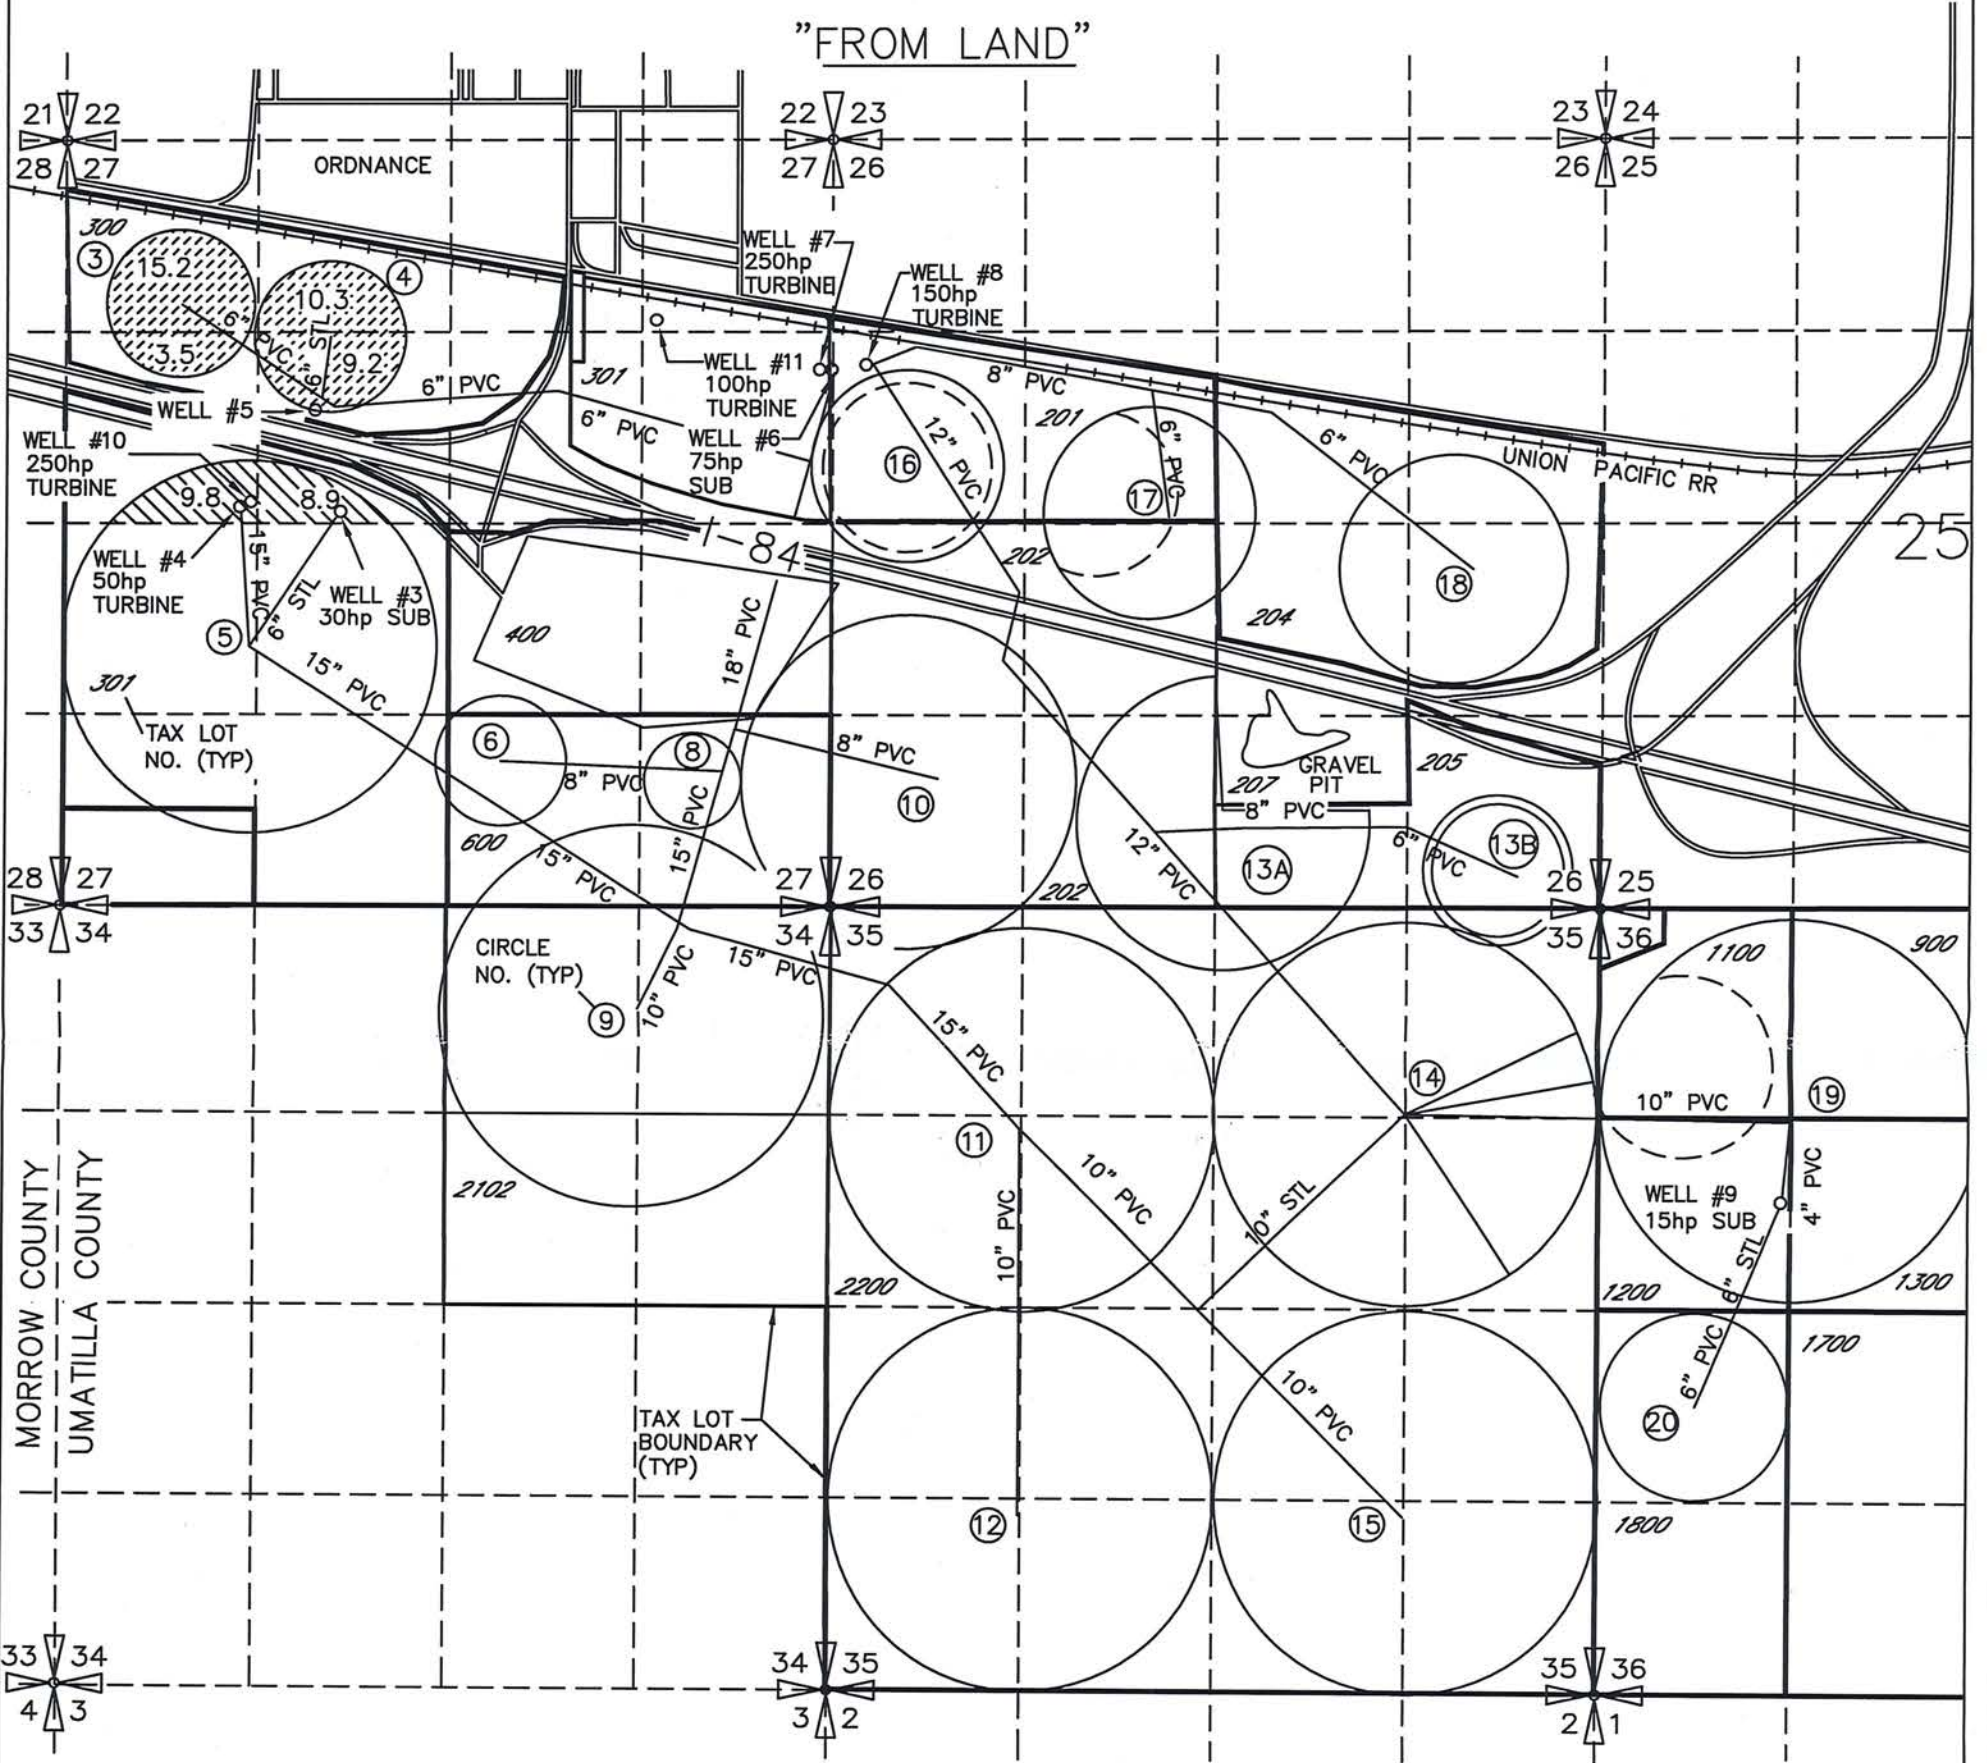 "FROM LAND"
21 22
28 27
22 23
27 26
23 24
26 25
ORDNANCE
300
3
15.2
3.5
4
10.3
9.2
6" PVC
6" STL
6" PVC
WELL #5
WELL #7
250hp
TURBINE
WELL #8
150hp
TURBINE
WELL #11
100hp
TURBINE
301
6" PVC
WELL #6
75hp
SUB
8" PVC
201
12" PVC
16
17
6" PVC
6" PVC
UNION PACIFIC RR
18
25
WELL #10
250hp
TURBINE
9.8
8.9
WELL #4
50hp
TURBINE
15" PVC
6" STL
WELL #3
30hp SUB
5
15" PVC
301
TAX LOT
NO. (TYP)
I-84
202
204
400
18" PVC
6
8
8" PVC
8" PVC
10
15" PVC
600
15" PVC
GRAVEL
PIT
207
205
8" PVC
12" PVC
13A
6" PVC
13B
28 27
33 34
27 26
34 35
202
26 25
35 36
CIRCLE
NO. (TYP)
9
10" PVC
15" PVC
15" PVC
1100
900
14
10" PVC
19
11
10" PVC
10" PVC
10" STL
2102
WELL #9
15hp SUB
4" PVC
6" STL
2200
1200
1300
MORROW COUNTY
UMATILLA COUNTY
1700
6" PVC
20
TAX LOT
BOUNDARY
(TYP)
10" PVC
12
15
1800
33 34
4 3
34 35
3 2
35 36
2 1